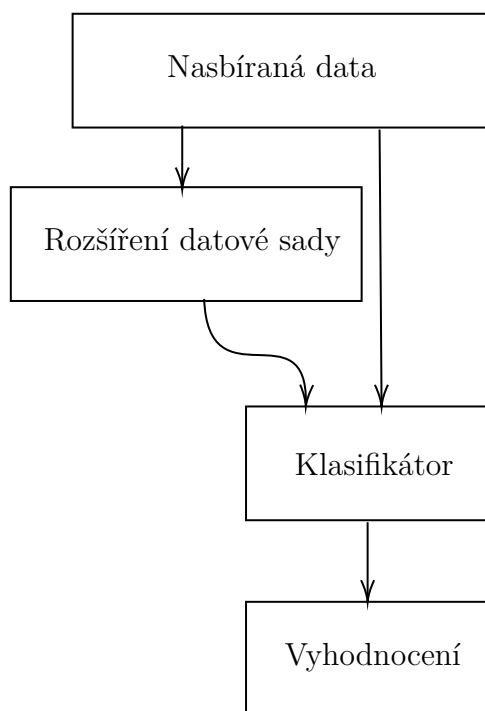 Nasbíraná data
Rozšíření datové sady
Klasifikátor
Vyhodnocení